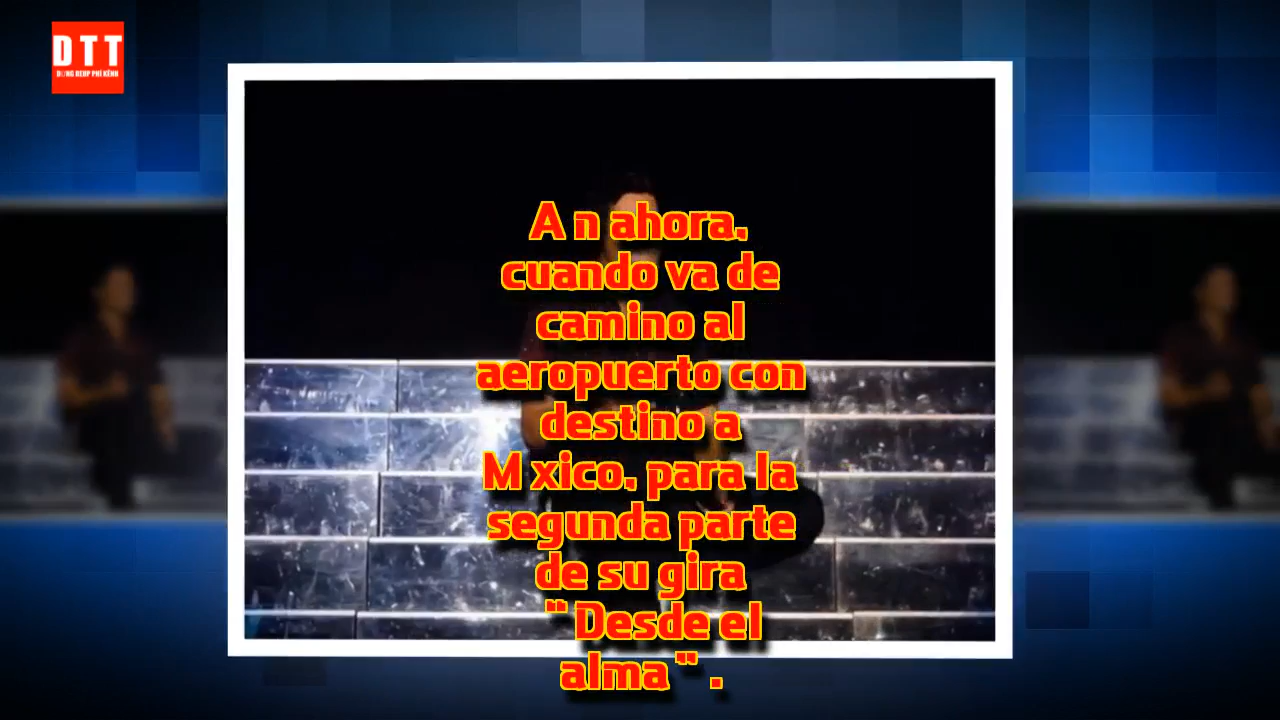 DTT
A n ahora,
cuando va de
camino al
aeropuerto con
destino a
M xico, para la
segunda parte
de su gira
"Desde el
alma".